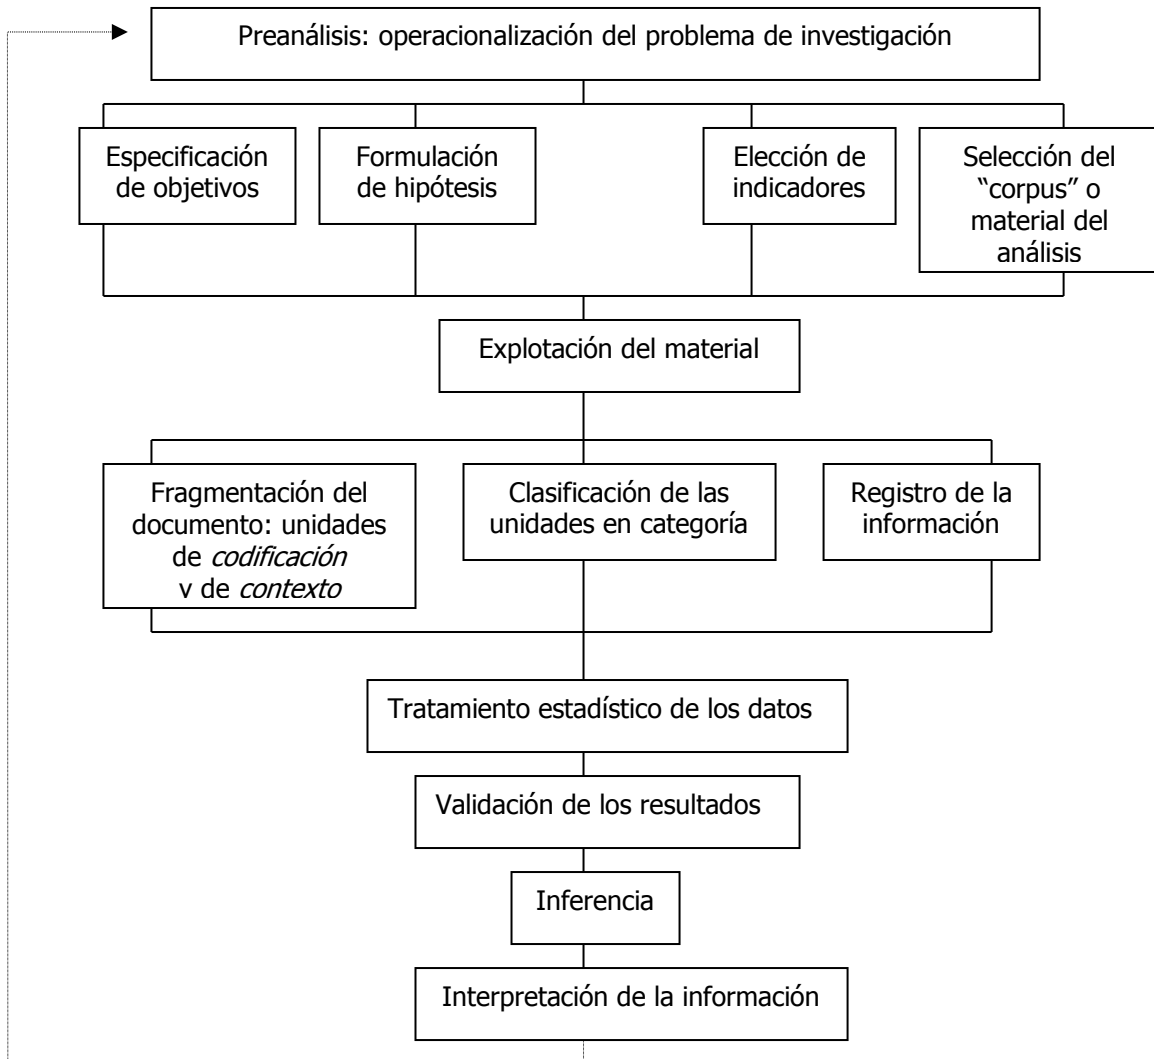 Preanálisis: operacionalización del problema de investigación
Especificación
de objetivos
Formulación
de hipótesis
Elección de
indicadores
Selección del
“corpus” o
material del
análisis
Explotación del material
Fragmentación del
documento: unidades
de codificación
v de contexto
Clasificación de las
unidades en categoría
Registro de la
información
Tratamiento estadístico de los datos
Validación de los resultados
Inferencia
Interpretación de la información